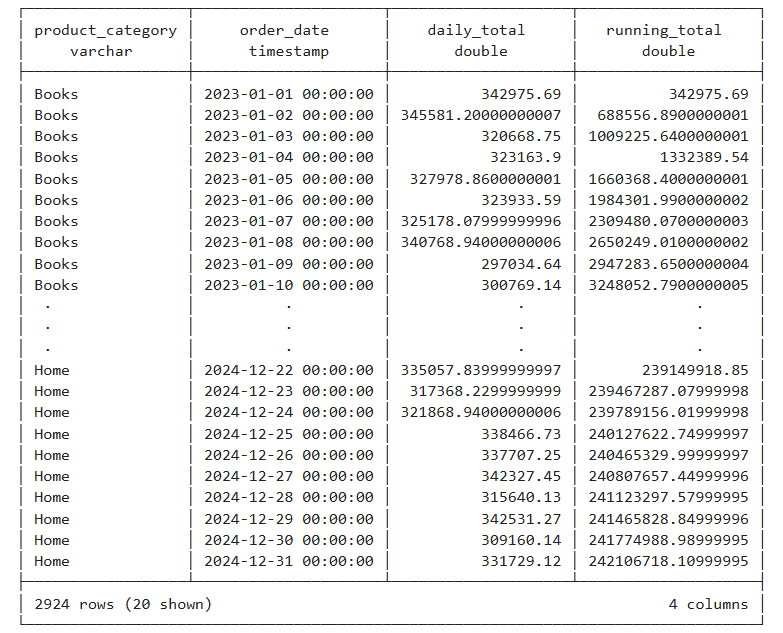 product_category order_date daily_total running_total
varchar timestamp double double
Books 2023-01-01 00:00:00 342975.69 342975.69
Books 2023-01-02 00:00:00 345581.20000000007 688556.8900000001
Books 2023-01-03 00:00:00 320668.75 1009225.6400000001
Books 2023-01-04 00:00:00 323163.9 1332389.54
Books 2023-01-05 00:00:00 327978.8600000001 1660368.4000000001
Books 2023-01-06 00:00:00 323933.59 1984301.9900000002
Books 2023-01-07 00:00:00 325178.07999999996 2309480.0700000003
Books 2023-01-08 00:00:00 340768.94000000006 2650249.0100000002
Books 2023-01-09 00:00:00 297034.64 2947283.6500000004
Books 2023-01-10 00:00:00 300769.14 3248052.7900000005
. . . .
. . . .
. . . .
Home 2024-12-22 00:00:00 335057.83999999997 239149918.85
Home 2024-12-23 00:00:00 317368.2299999999 239467287.07999998
Home 2024-12-24 00:00:00 321868.94000000006 239789156.01999998
Home 2024-12-25 00:00:00 338466.73 240127622.74999997
Home 2024-12-26 00:00:00 337707.25 240465329.99999997
Home 2024-12-27 00:00:00 342327.45 240807657.44999996
Home 2024-12-28 00:00:00 315640.13 241123297.57999995
Home 2024-12-29 00:00:00 342531.27 241465828.84999996
Home 2024-12-30 00:00:00 309160.14 241774988.98999995
Home 2024-12-31 00:00:00 331729.12 242106718.10999995
2924 rows (20 shown) 4 columns